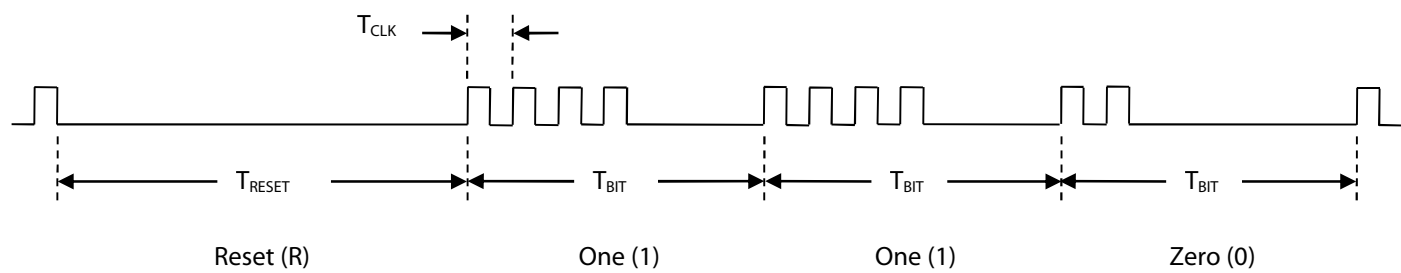 TCLK
TRESET TBIT TBIT TBIT
Reset (R) One (1) One (1) Zero (0)